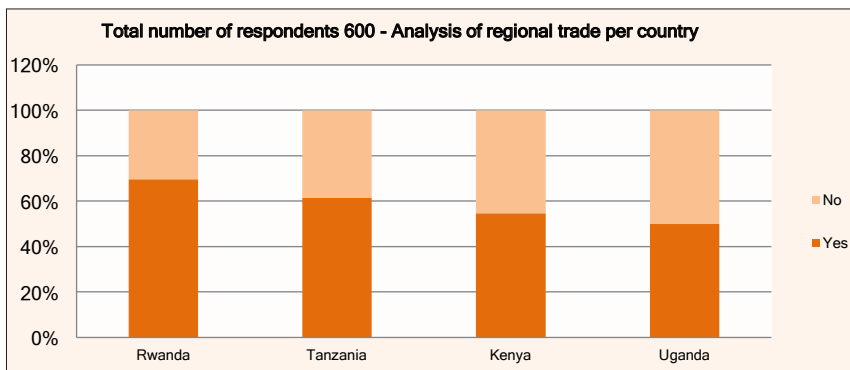 Total number of respondents 600 - Analysis of regional trade per country
120%
100%
80%
60%
40%
20%
0%
Rwanda Tanzania Kenya Uganda
No
Yes